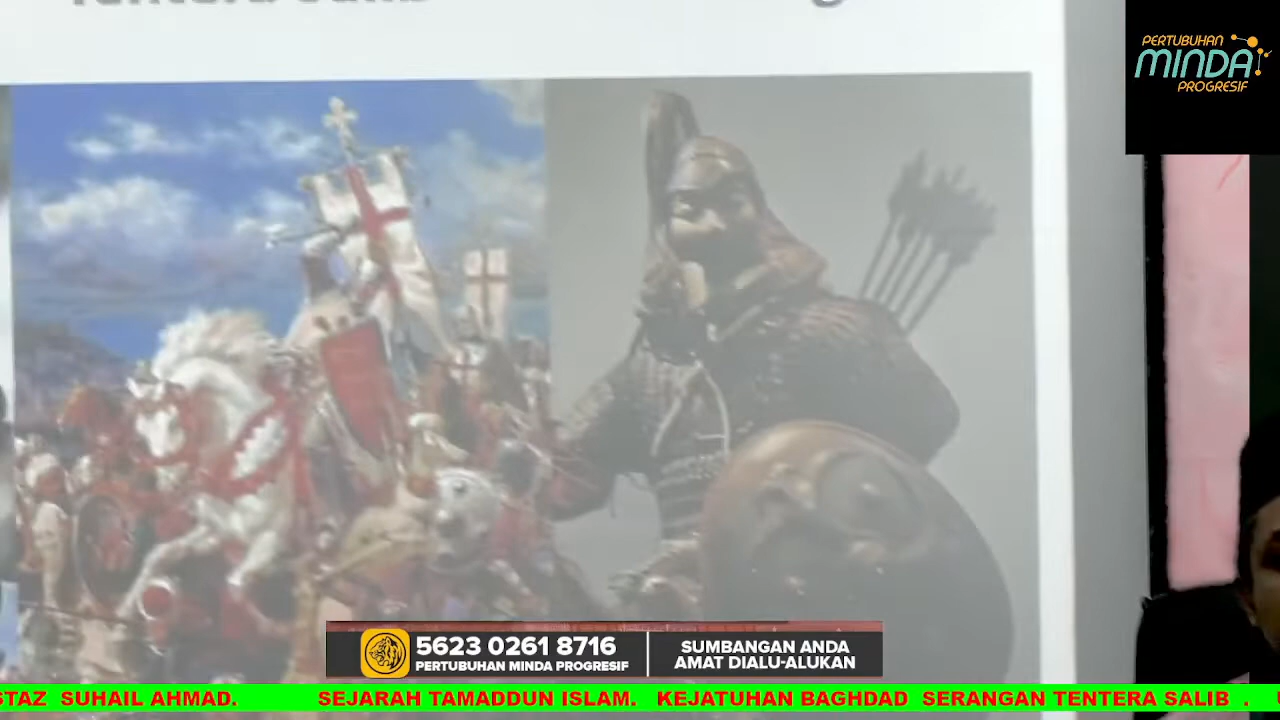 PERTUBUHAN
MINDA
PROGRESIF
5623 0261 8716
PERTUBUHAN MINDA PROGRESIF
SUMBANGAN ANDA
AMAT DIALU-ALUKAN
SUHAIL AHMAD. SEJARAH TAMADDUN ISLAM. KEJATUHAN BAGHDAD SERANGAN TENTERA SALIB .